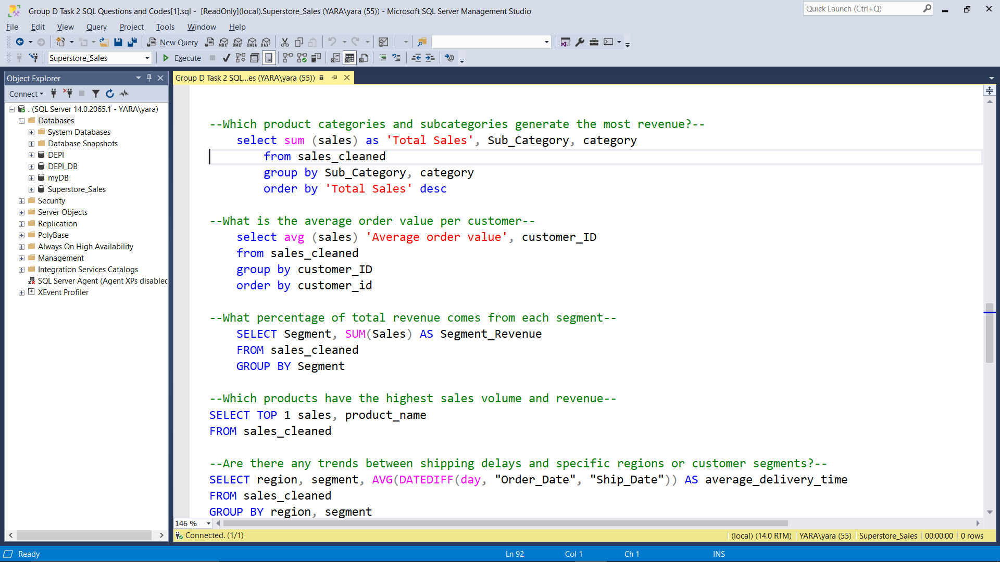 Group D Task 2 SQL Questions and Codes[1].sql - [ReadOnly](local).Superstore_Sales (YARA\yara (55)) - Microsoft SQL Server Management Studio
Quick Launch (Ctrl+Q)
File Edit View Query Project Tools Window Help
New Query MDX DMX XMLA DAX
Superstore_Sales Execute
Object Explorer
Connect
. (SQL Server 14.0.2065.1 - YARA\yara)
Databases
System Databases
Database Snapshots
DEPI
DEPI_DB
myDB
Superstore_Sales
Security
Server Objects
Replication
PolyBase
Always On High Availability
Management
Integration Services Catalogs
SQL Server Agent (Agent XPs disabled
XEvent Profiler
Group D Task 2 SQL...es (YARA\yara (55))
--Which product categories and subcategories generate the most revenue?--
select sum (sales) as 'Total Sales', Sub_Category, category
from sales_cleaned
group by Sub_Category, category
order by 'Total Sales' desc
--What is the average order value per customer--
select avg (sales) 'Average order value', customer_ID
from sales_cleaned
group by customer_ID
order by customer_id
--What percentage of total revenue comes from each segment--
SELECT Segment, SUM(Sales) AS Segment_Revenue
FROM sales_cleaned
GROUP BY Segment
--Which products have the highest sales volume and revenue--
SELECT TOP 1 sales, product_name
FROM sales_cleaned
--Are there any trends between shipping delays and specific regions or customer segments?--
SELECT region, segment, AVG(DATEDIFF(day, "Order_Date", "Ship_Date")) AS average_delivery_time
FROM sales_cleaned
GROUP BY region, segment
146 %
Connected. (1/1)
(local) (14.0 RTM) YARA\yara (55) Superstore_Sales 00:00:00 0 rows
Ready
Ln 92 Col 1 Ch 1 INS